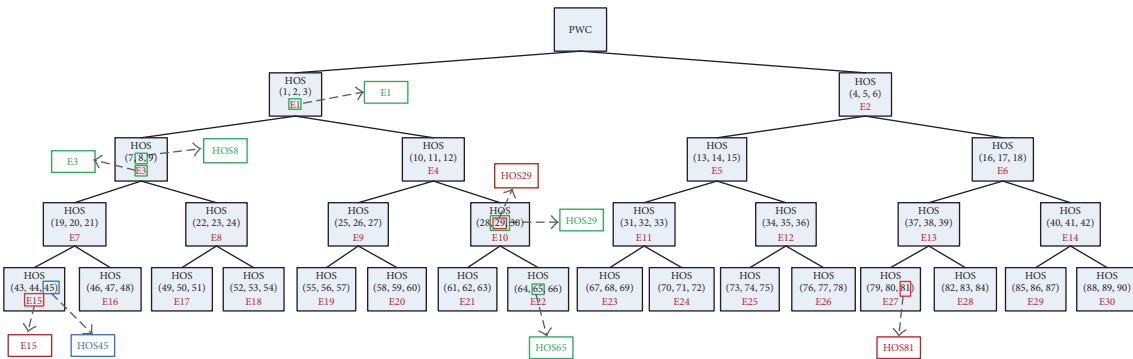 PWC
HOS
(1, 2, 3)
E1
E1
HOS
(4, 5, 6)
E2
HOS
(7, 8, 9)
E3
E3
HOS8
HOS
(10, 11, 12)
E4
HOS
(13, 14, 15)
E5
HOS
(16, 17, 18)
E6
HOS29
HOS
(19, 20, 21)
E7
HOS
(22, 23, 24)
E8
HOS
(25, 26, 27)
E9
HOS
(28, 29, 30)
E10
HOS29
HOS
(31, 32, 33)
E11
HOS
(34, 35, 36)
E12
HOS
(37, 38, 39)
E13
HOS
(40, 41, 42)
E14
HOS
(43, 44, 45)
E15
HOS
(46, 47, 48)
E16
HOS
(49, 50, 51)
E17
HOS
(52, 53, 54)
E18
HOS
(55, 56, 57)
E19
HOS
(58, 59, 60)
E20
HOS
(61, 62, 63)
E21
HOS
(64, 65, 66)
E22
HOS
(67, 68, 69)
E23
HOS
(70, 71, 72)
E24
HOS
(73, 74, 75)
E25
HOS
(76, 77, 78)
E26
HOS
(79, 80, 81)
E27
HOS
(82, 83, 84)
E28
HOS
(85, 86, 87)
E29
HOS
(88, 89, 90)
E30
E15
HOS45
HOS65
HOS81